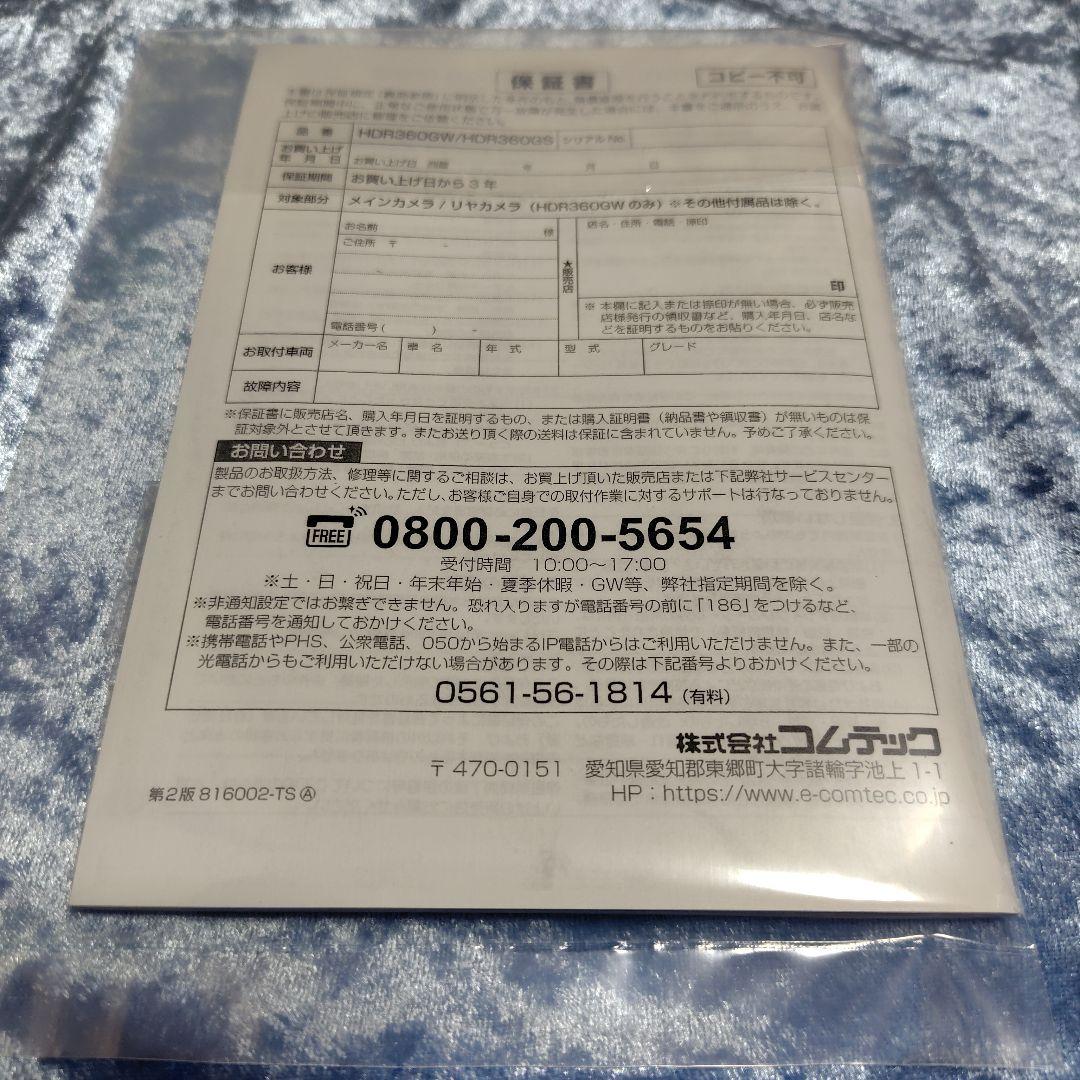 保証書
コピー不可
品番 HDR360GW/HDR360GS シリアルNo.
お買い上げ年月日 お買い上げ日 西暦 年 月 日
保証期間 お買い上げ日から3年
対象部分 メインカメラ/リヤカメラ(HDR360GWのみ)※その他付属品は除く。
お客様
お名前 様
ご住所 〒 -
電話番号( ) -
★販売店
店名・住所・電話・捺印
印
※本欄に記入または捺印が無い場合、必ず販売
店様発行の領収書など、購入年月日、店名な
どを証明するものをお貼りください。
お取付車両 メーカー名 車名 年式 型式 グレード
故障内容
※保証書に販売店名、購入年月日を証明するもの、または購入証明書(納品書や領収書)が無いものは保
証対象外とさせて頂きます。またお送り頂く際の送料は保証に含まれていません。予めご了承ください。
お問い合わせ
製品のお取扱方法、修理等に関するご相談は、お買上げ頂いた販売店または下記弊社サービスセンター
までお問い合わせください。ただし、お客様ご自身での取付作業に対するサポートは行なっておりません。
FREE 0800-200-5654
受付時間 10:00~17:00
※土・日・祝日・年末年始・夏季休暇・GW等、弊社指定期間を除く。
※非通知設定ではお繋ぎできません。恐れ入りますが電話番号の前に「186」をつけるなど、
電話番号を通知しておかけください。
※携帯電話やPHS、公衆電話、050から始まるIP電話からはご利用いただけません。また、一部の
光電話からもご利用いただけない場合があります。その際は下記番号よりおかけください。
0561-56-1814(有料)
株式会社コムテック
〒470-0151 愛知県愛知郡東郷町大字諸輪字池上1-1
第2版 816002-TS Ⓐ
HP:https://www.e-comtec.co.jp